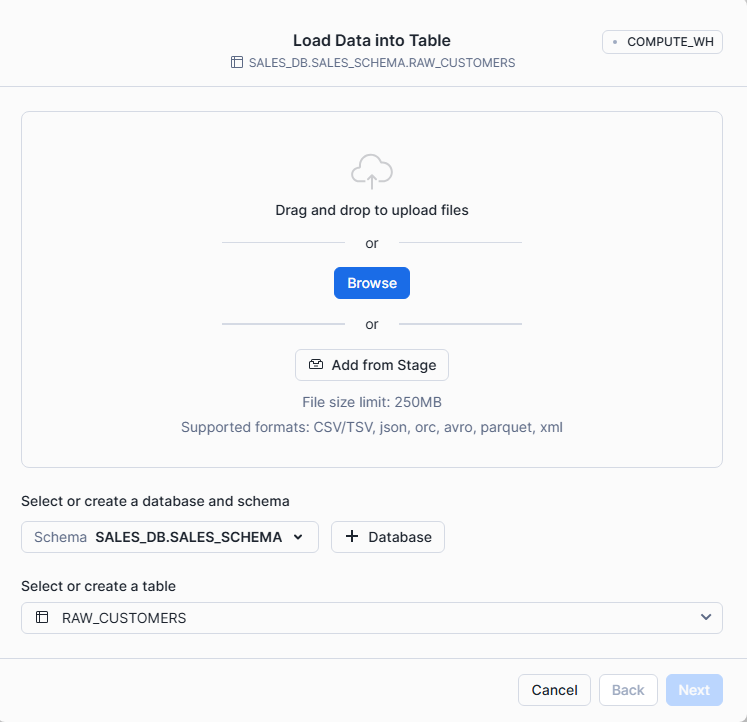 Load Data into Table
COMPUTE_WH
SALES_DB.SALES_SCHEMA.RAW_CUSTOMERS
Drag and drop to upload files
or
Browse
or
Add from Stage
File size limit: 250MB
Supported formats: CSV/TSV, json, orc, avro, parquet, xml
Select or create a database and schema
Schema SALES_DB.SALES_SCHEMA
+ Database
Select or create a table
RAW_CUSTOMERS
Cancel
Back
Next